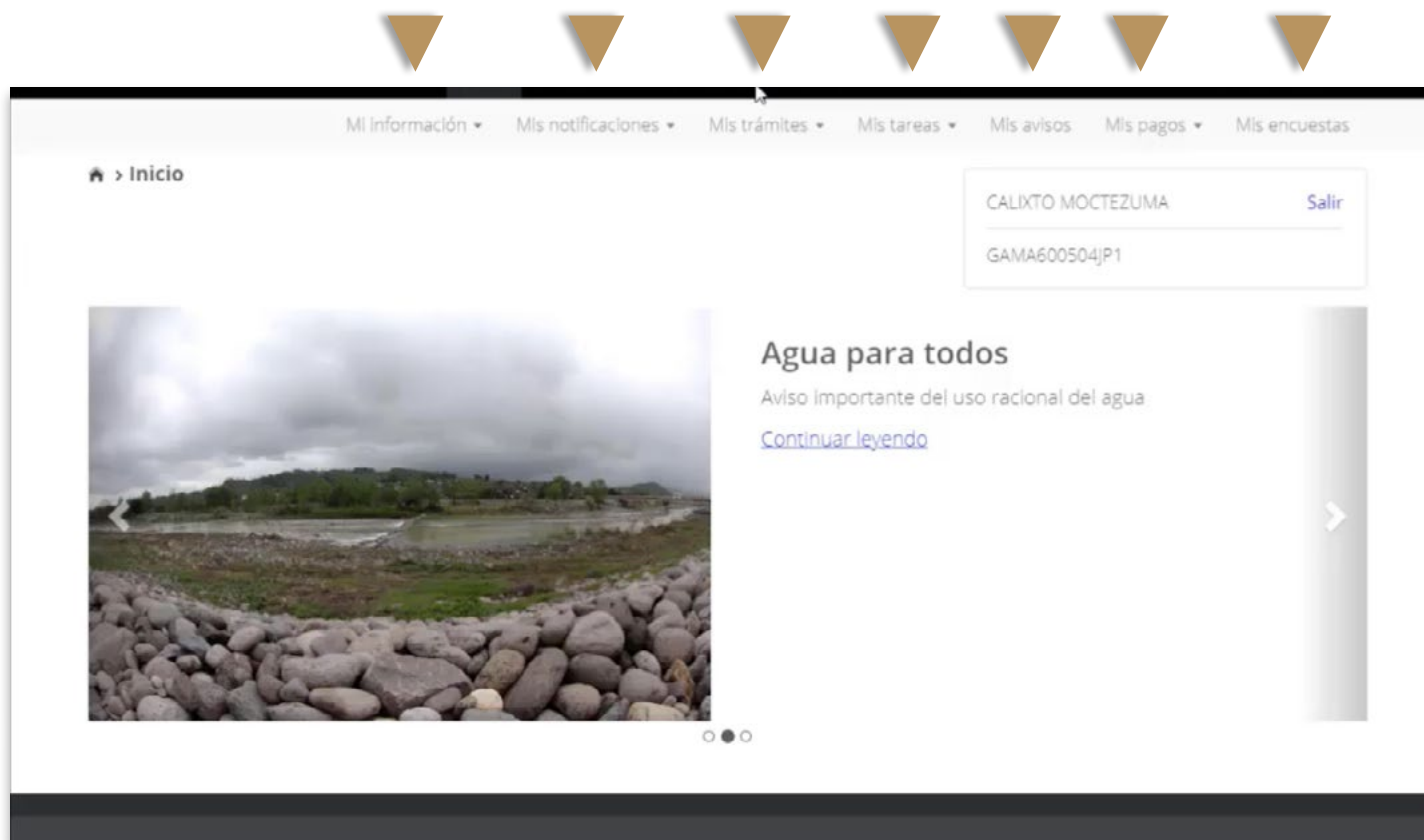 Mi información Mis notificaciones Mis trámites Mis tareas Mis avisos Mis pagos Mis encuestas
> Inicio
CALIXTO MOCTEZUMA Salir
GAMA600504JP1
Agua para todos
Aviso importante del uso racional del agua
Continuar leyendo